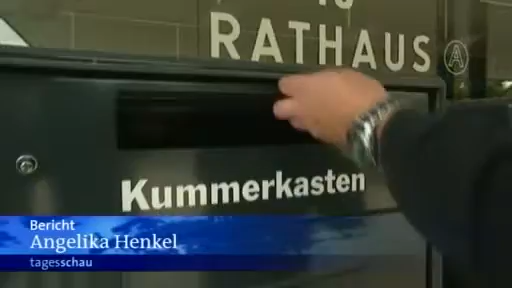 RATHAUS
A
Kummerkasten
Bericht
Angelika Henkel
tagesschau